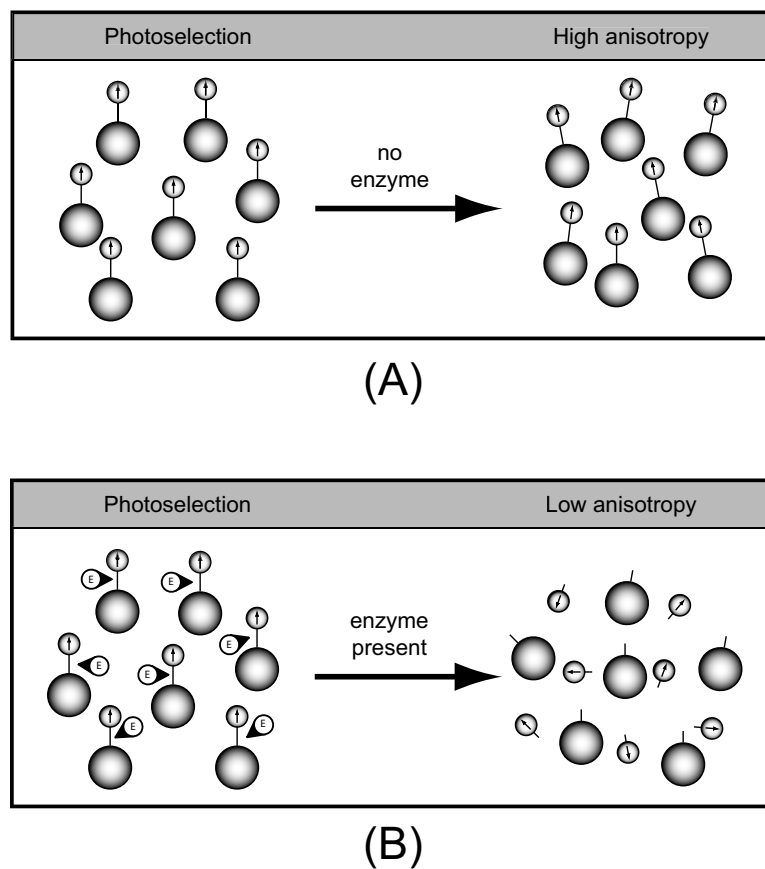 Photoselection
High anisotropy
no
enzyme
(A)
Photoselection
Low anisotropy
E
E
E
E
E
E
E
enzyme
present
(B)